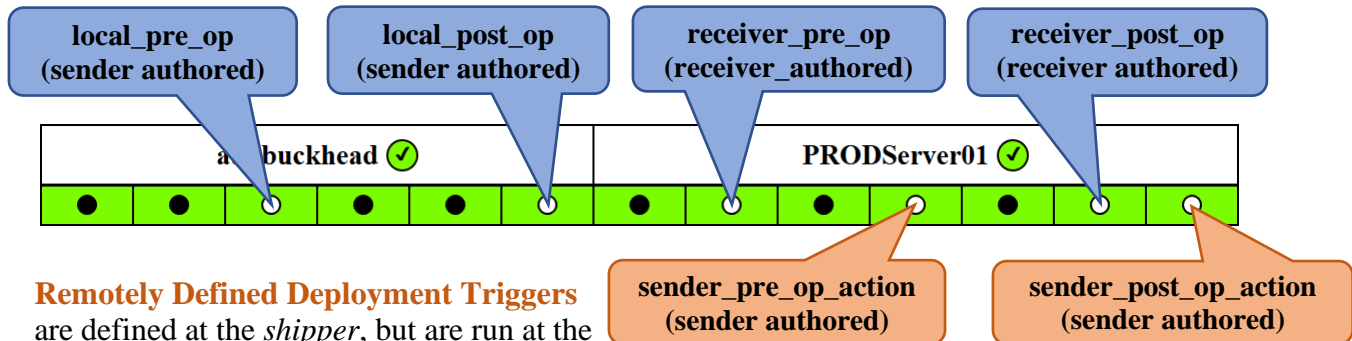 local_pre_op
(sender authored)
local_post_op
(sender authored)
receiver_pre_op
(receiver_authored)
receiver_post_op
(receiver authored)
buckhead
PRODServer01
Remotely Defined Deployment Triggers
are defined at the shipper, but are run at the
sender_pre_op_action
(sender authored)
sender_post_op_action
(sender authored)